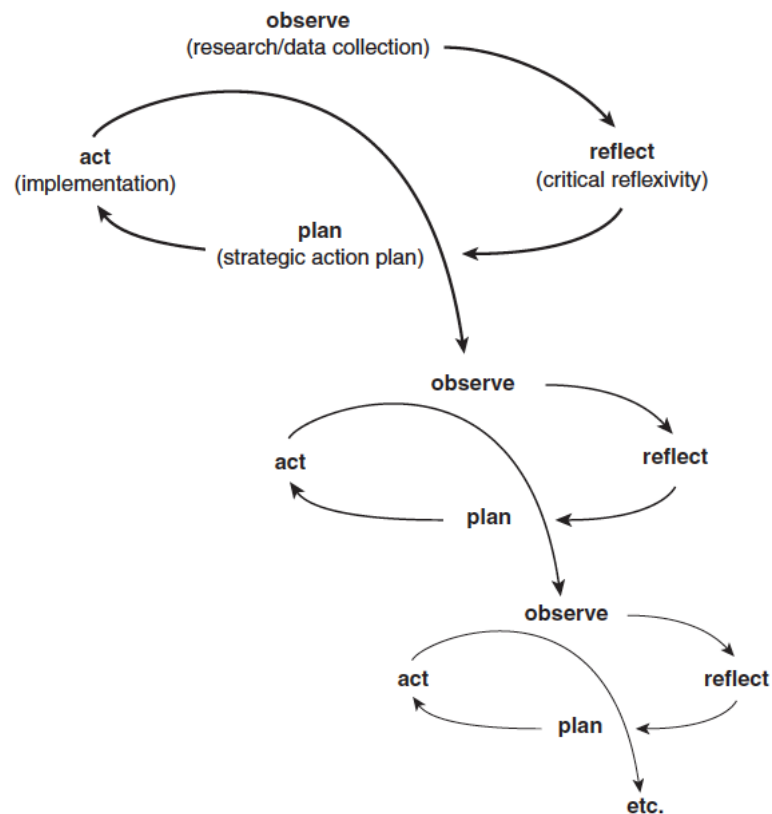 observe
(research/data collection)
reflect
(critical reflexivity)
act
(implementation)
plan
(strategic action plan)
observe
reflect
act
plan
observe
reflect
act
plan
etc.